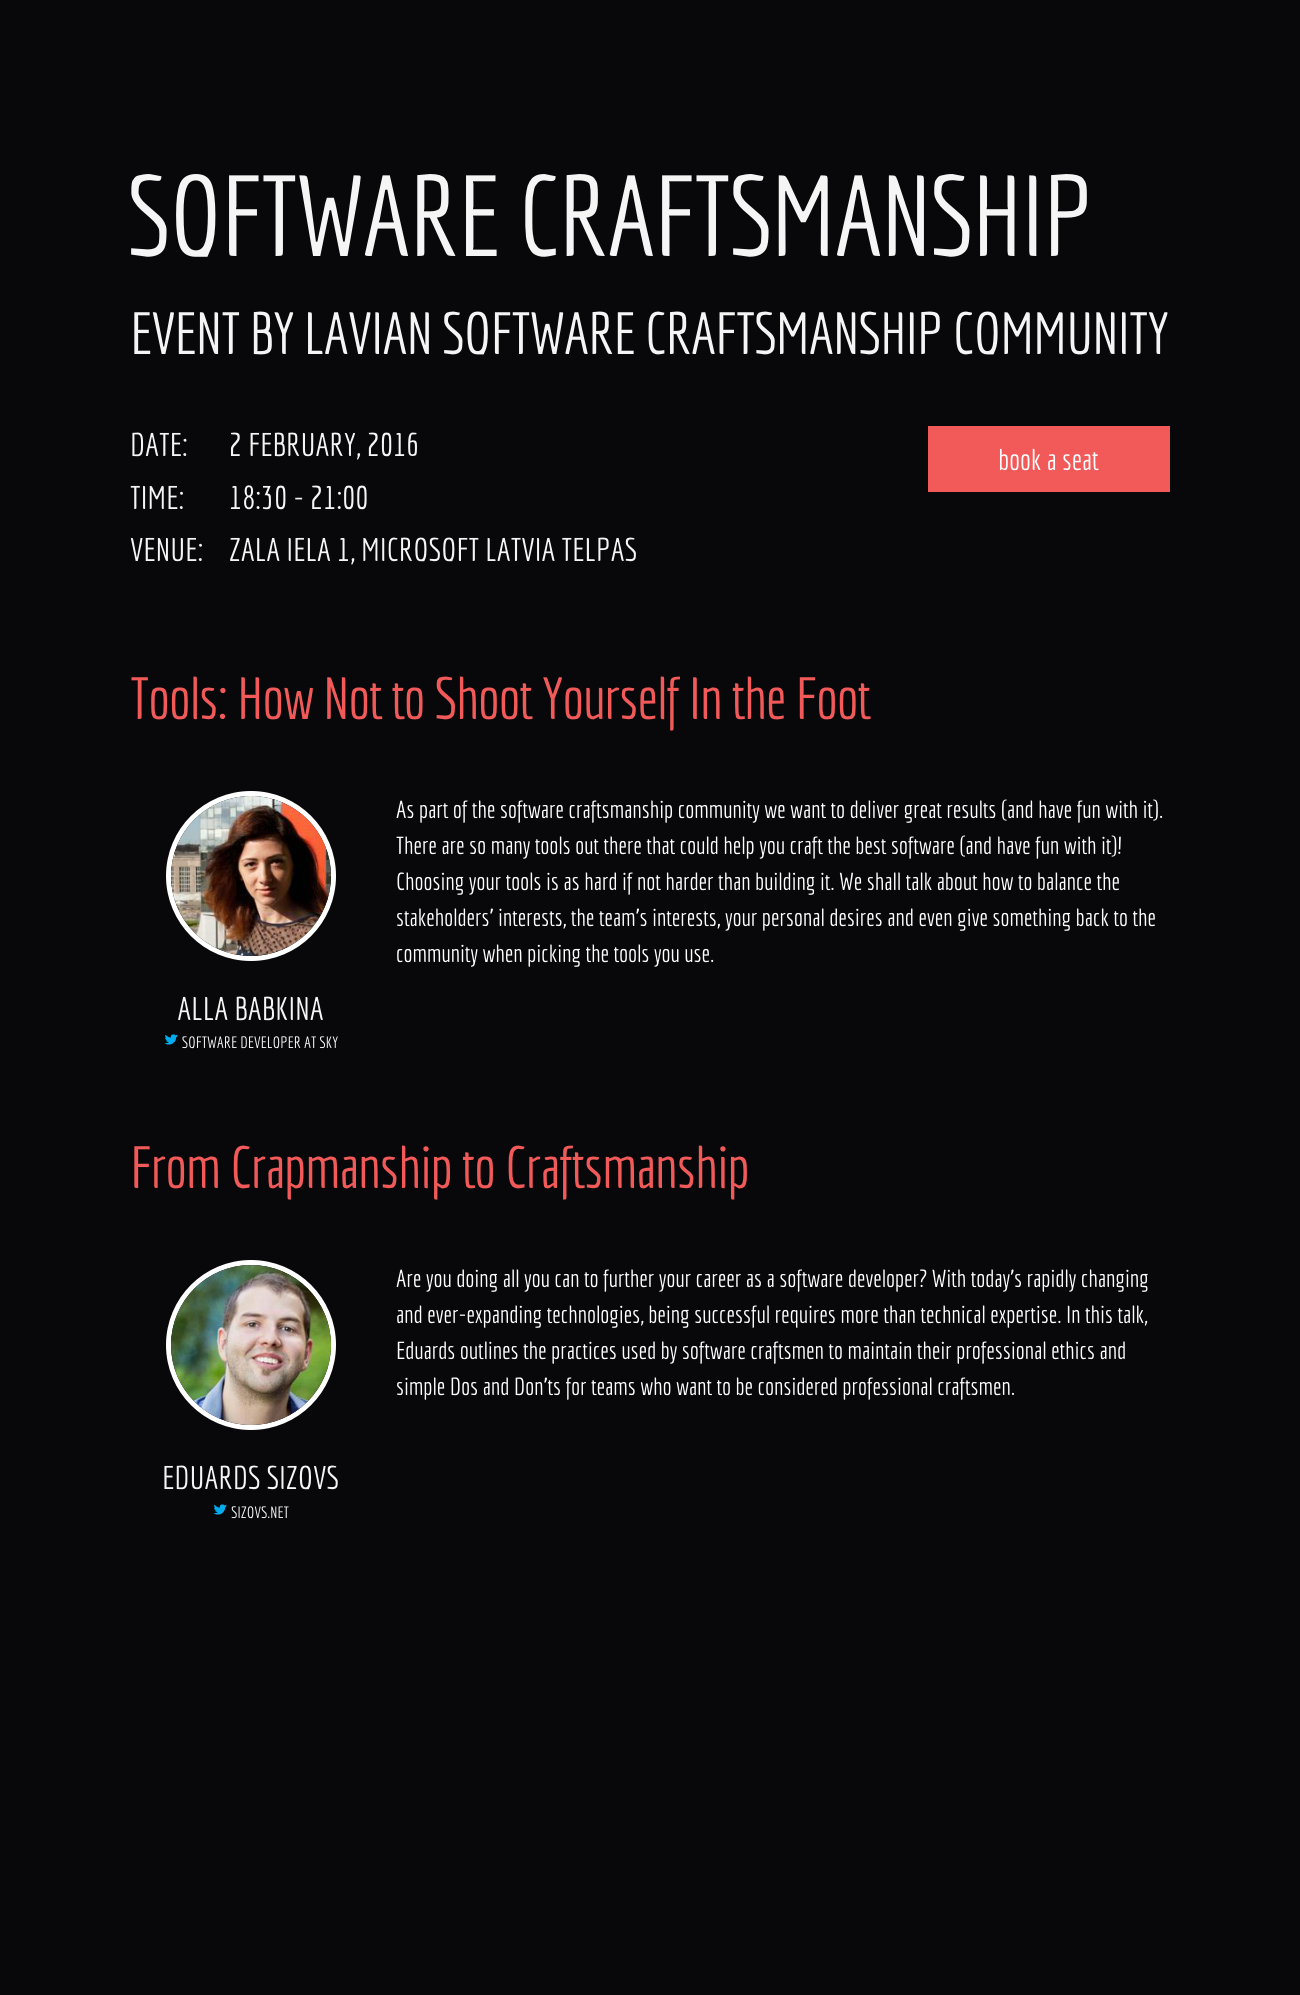 SOFTWARE CRAFTSMANSHIP
EVENT BY LAVIAN SOFTWARE CRAFTSMANSHIP COMMUNITY
DATE: 2 FEBRUARY, 2016
book a seat
TIME: 18:30 - 21:00
VENUE: ZALA IELA 1, MICROSOFT LATVIA TELPAS
Tools: How Not to Shoot Yourself In the Foot
As part of the software craftsmanship community we want to deliver great results (and have fun with it).
There are so many tools out there that could help you craft the best software (and have fun with it)!
Choosing your tools is as hard if not harder than building it. We shall talk about how to balance the
stakeholders' interests, the team's interests, your personal desires and even give something back to the
community when picking the tools you use.
ALLA BABKINA
SOFTWARE DEVELOPER AT SKY
From Crapmanship to Craftsmanship
Are you doing all you can to further your career as a software developer? With today's rapidly changing
and ever-expanding technologies, being successful requires more than technical expertise. In this talk,
Eduards outlines the practices used by software craftsmen to maintain their professional ethics and
simple Dos and Don'ts for teams who want to be considered professional craftsmen.
EDUARDS SIZOVS
SIZOVS.NET